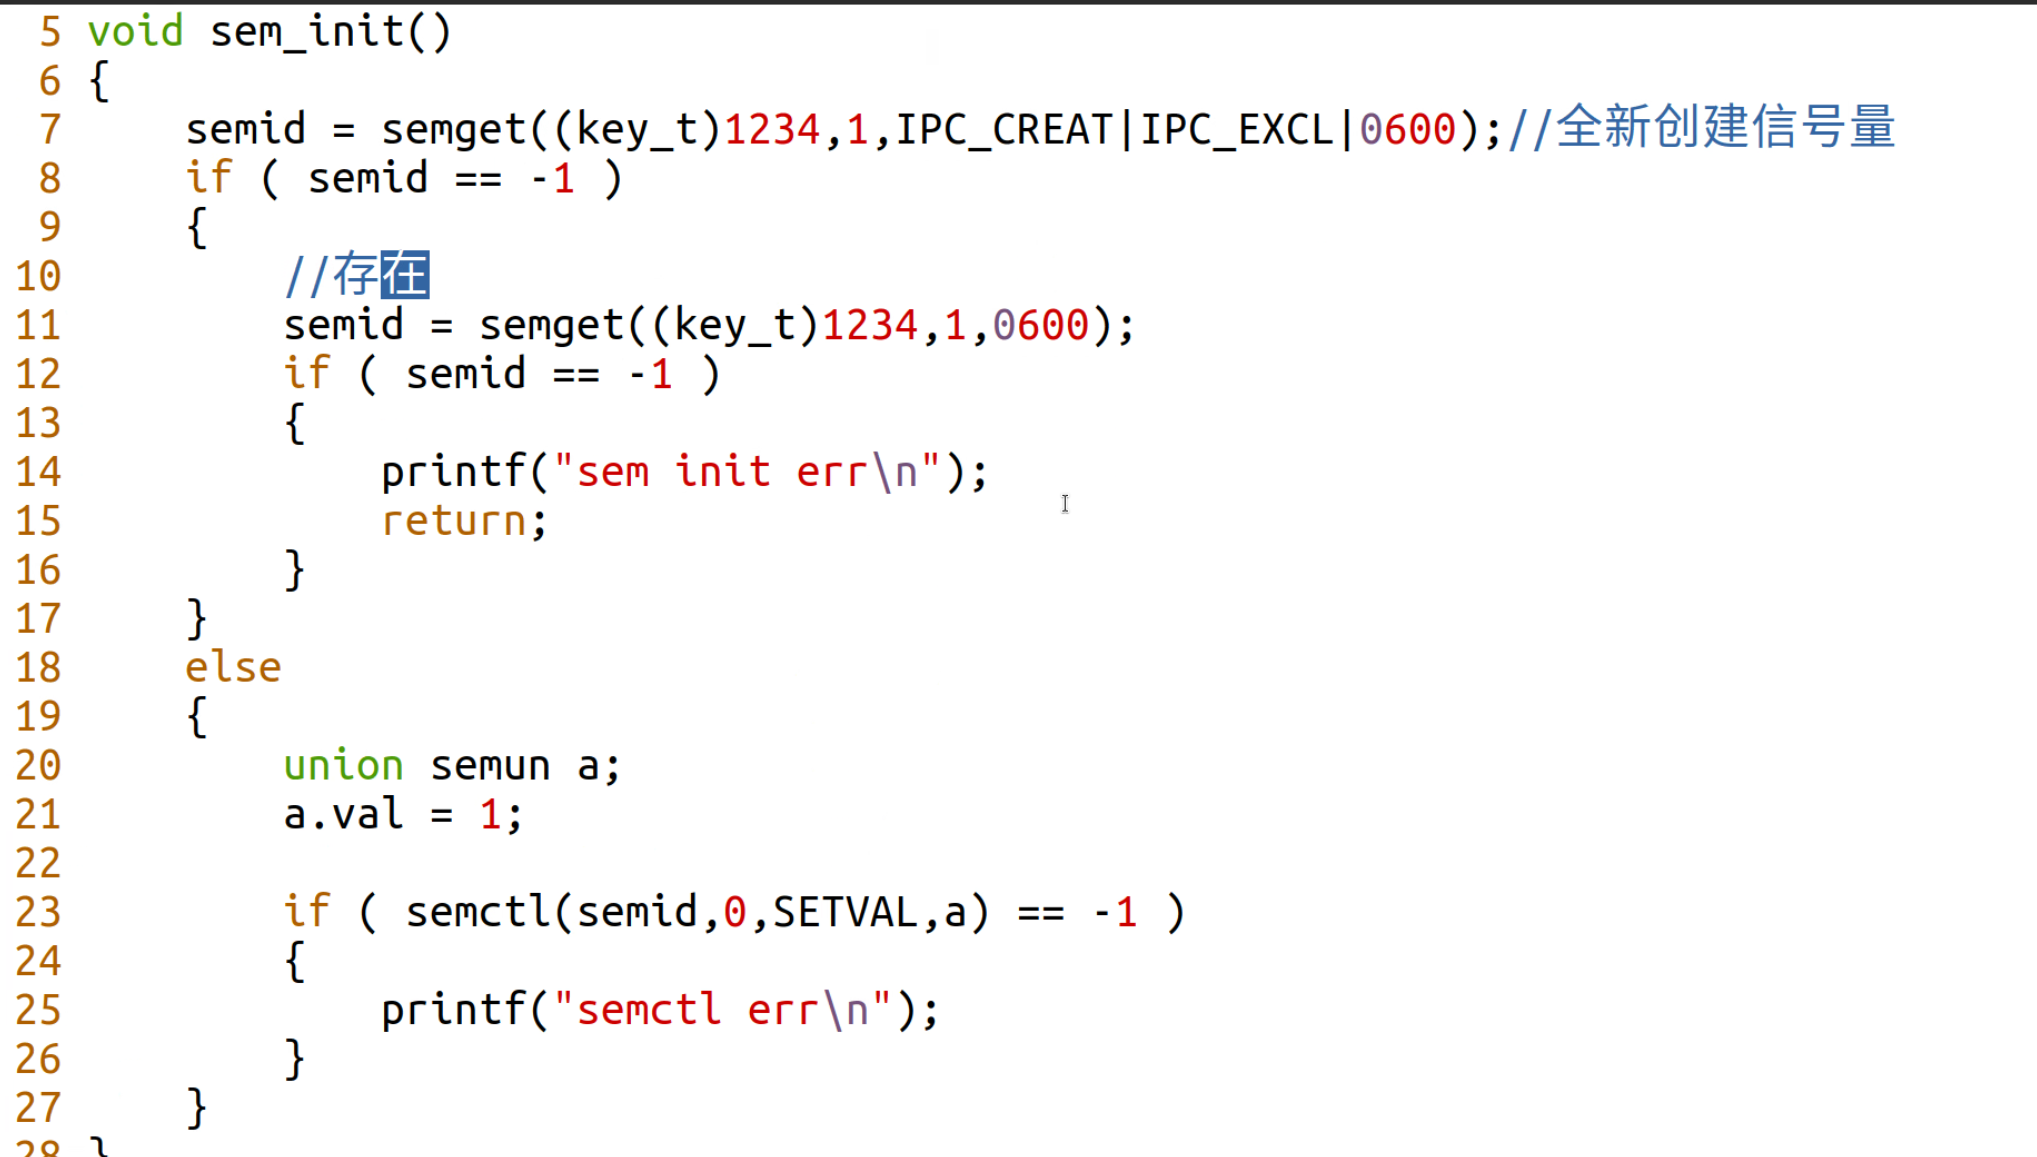 5 void sem_init()
6 {
7     semid = semget((key_t)1234,1,IPC_CREAT|IPC_EXCL|0600);//全新创建信号量
8     if ( semid == -1 )
9     {
10         //存在
11         semid = semget((key_t)1234,1,0600);
12         if ( semid == -1 )
13         {
14             printf("sem init err\n");
15             return;
16         }
17     }
18     else
19     {
20         union semun a;
21         a.val = 1;
22
23         if ( semctl(semid,0,SETVAL,a) == -1 )
24         {
25             printf("semctl err\n");
26         }
27     }
28 }